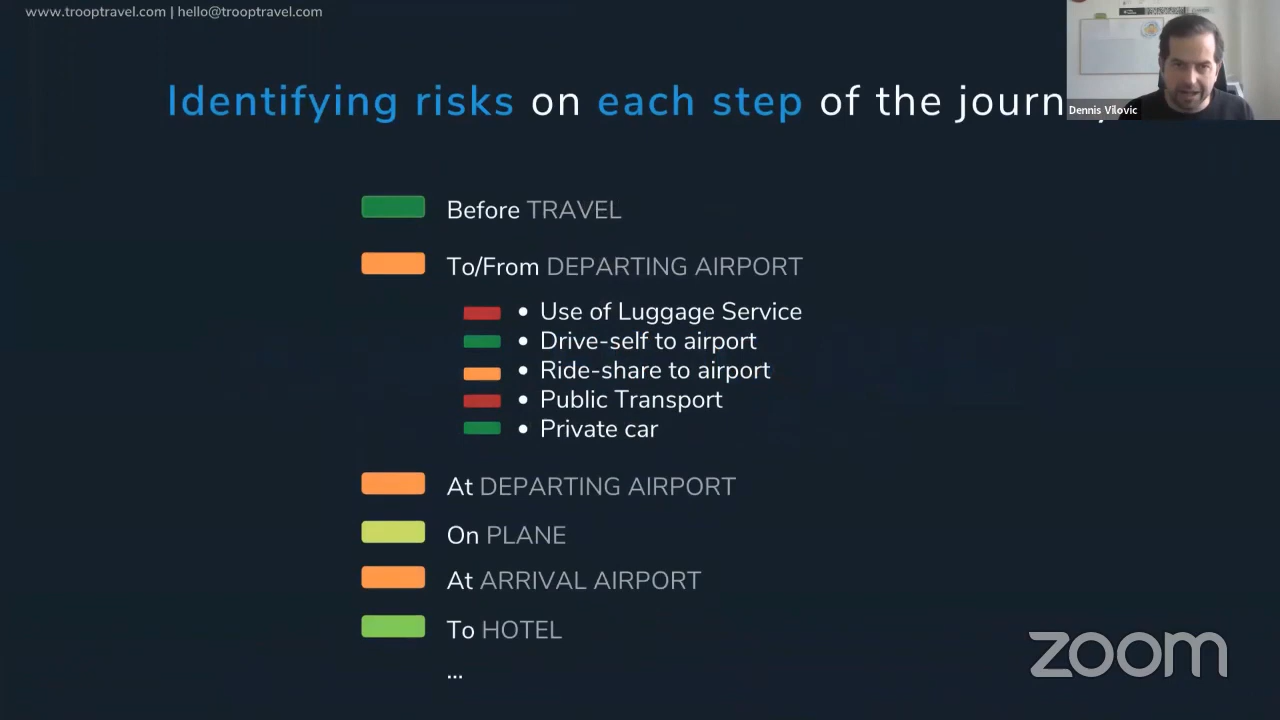 www.trooptravel.com | hello@trooptravel.com
Identifying risks on each step of the journ
Dennis Vilovic
Before TRAVEL
To/From DEPARTING AIRPORT
• Use of Luggage Service
• Drive-self to airport
• Ride-share to airport
• Public Transport
• Private car
At DEPARTING AIRPORT
On PLANE
At ARRIVAL AIRPORT
To HOTEL
...
zoom